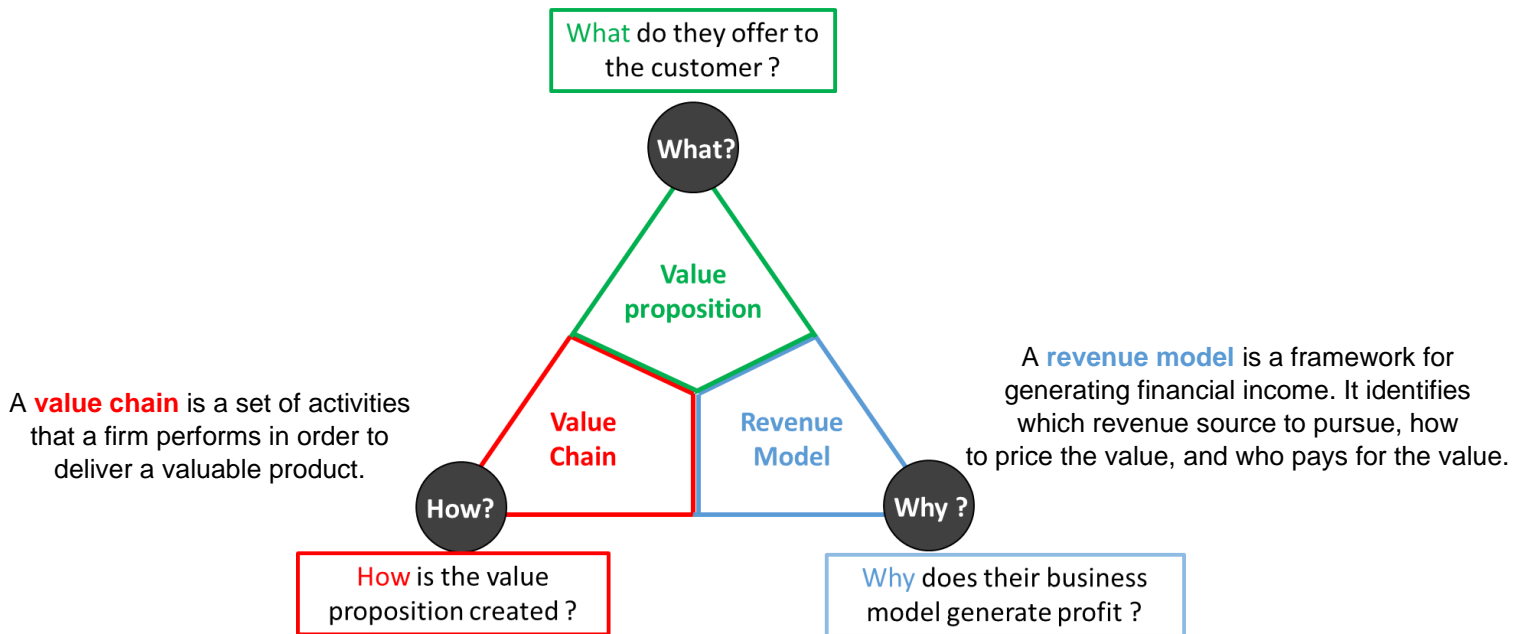 What do they offer to
the customer ?
What?
Value
proposition
A value chain is a set of activities
that a firm performs in order to
deliver a valuable product.
Value
Chain
Revenue
Model
A revenue model is a framework for
generating financial income. It identifies
which revenue source to pursue, how
to price the value, and who pays for the value.
How?
Why ?
How is the value
proposition created ?
Why does their business
model generate profit ?